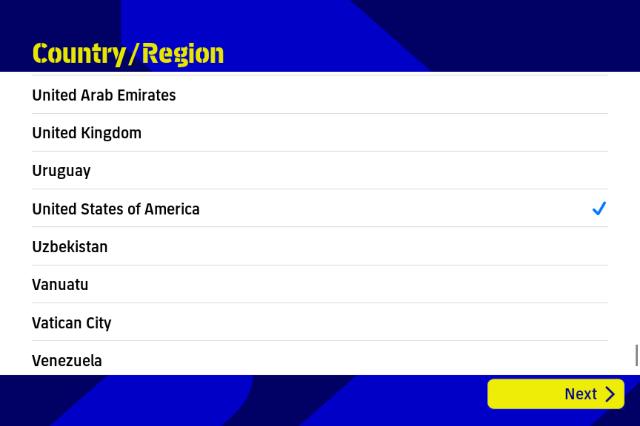 Country/Region
United Arab Emirates
United Kingdom
Uruguay
United States of America
Uzbekistan
Vanuatu
Vatican City
Venezuela
Next